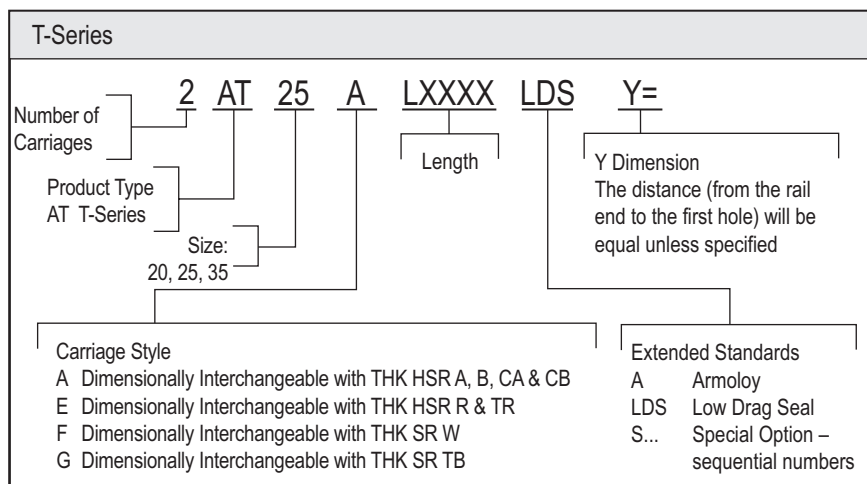 T-Series
2 AT 25 A LXXXX LDS Y=
Number of
Carriages
Length
Y Dimension
The distance (from the rail
end to the first hole) will be
equal unless specified
Product Type
AT T-Series
Size:
20, 25, 35
Carriage Style
A Dimensionally Interchangeable with THK HSR A, B, CA & CB
E Dimensionally Interchangeable with THK HSR R & TR
F Dimensionally Interchangeable with THK SR W
G Dimensionally Interchangeable with THK SR TB
Extended Standards
A Armoloy
LDS Low Drag Seal
S... Special Option –
sequential numbers